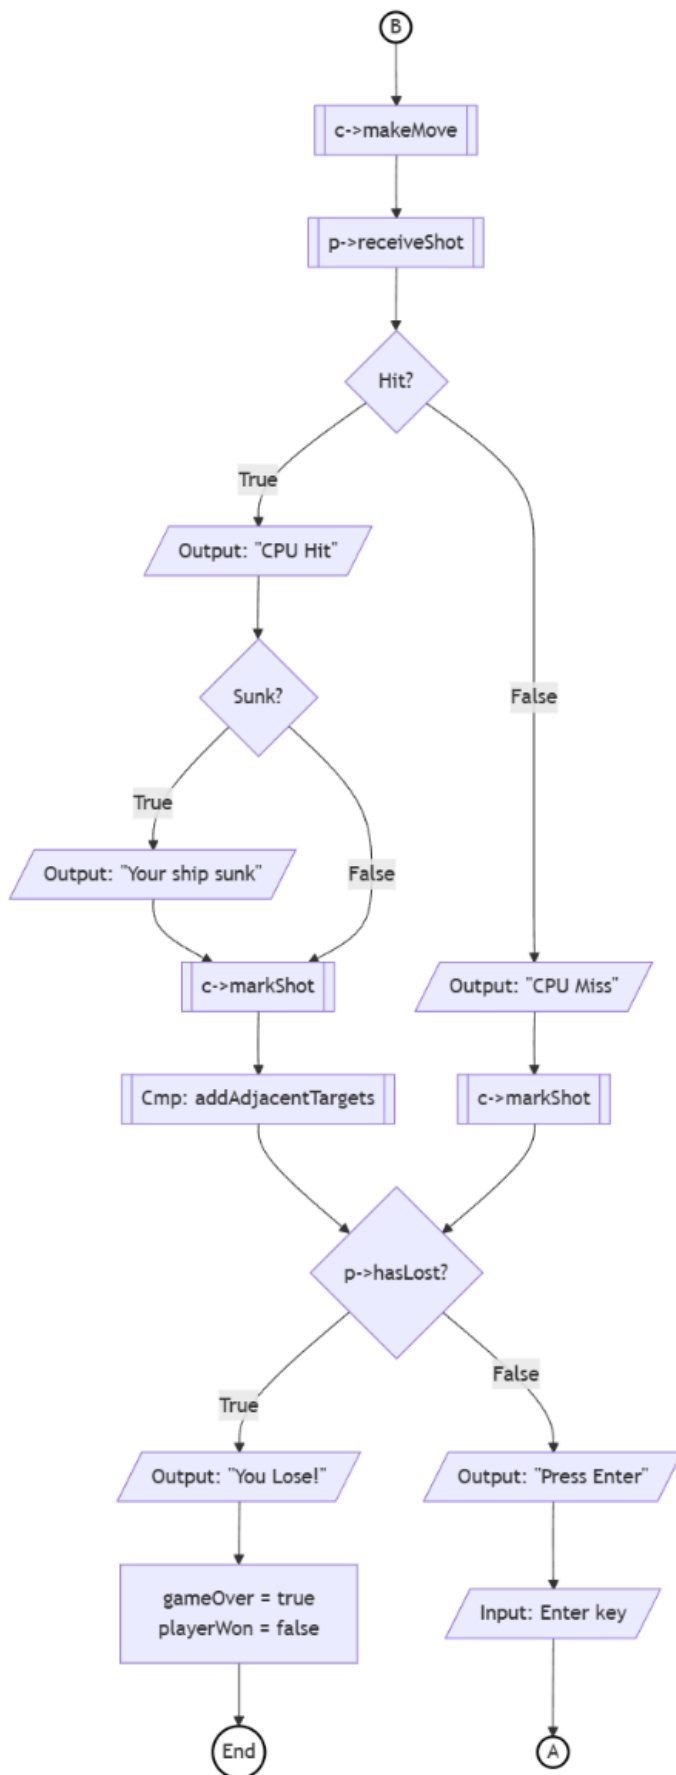 B
c->makeMove
p->receiveShot
Hit?
True
Output: "CPU Hit"
Sunk?
False
True
Output: "Your ship sunk"
False
c->markShot
Output: "CPU Miss"
Cmp: addAdjacentTargets
c->markShot
p->hasLost?
False
True
Output: "You Lose!"
Output: "Press Enter"
gameOver = true
playerWon = false
Input: Enter key
End
A